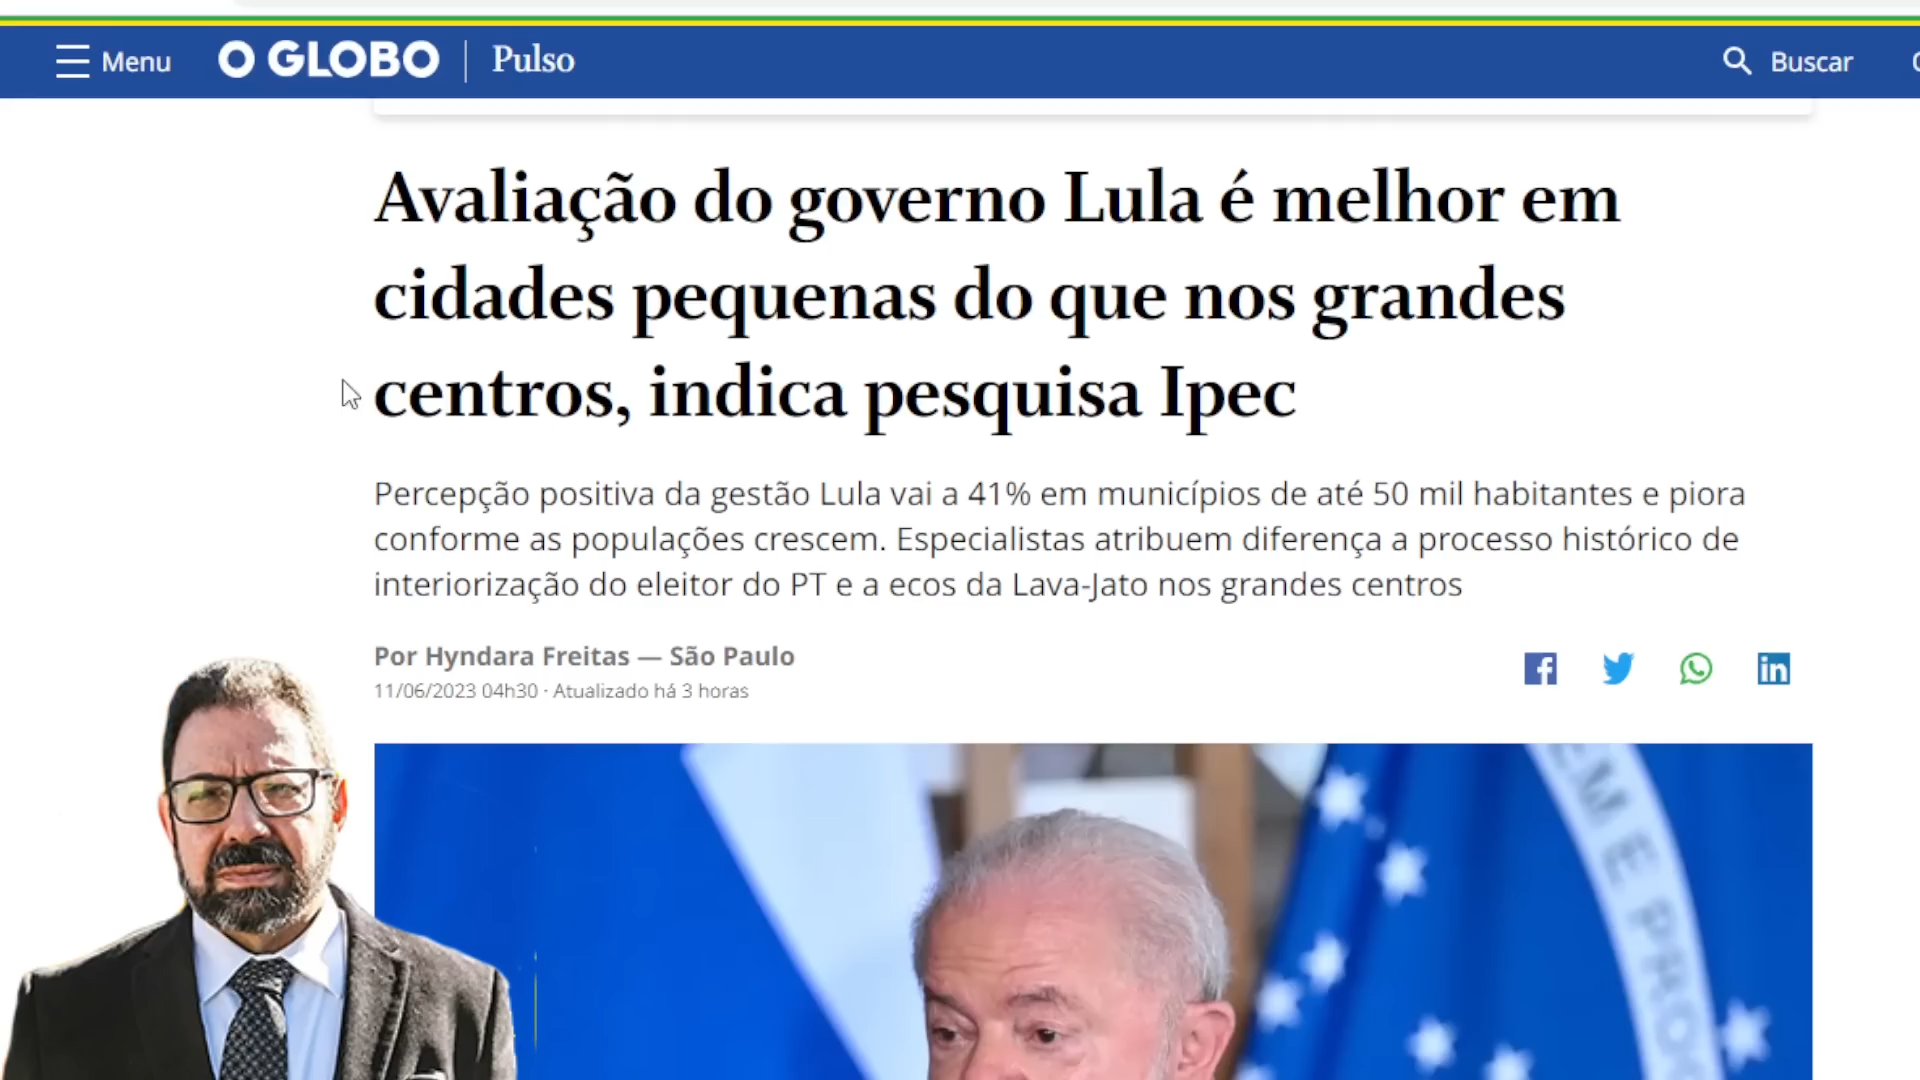 Menu
O GLOBO
Pulso
Buscar
Avaliação do governo Lula é melhor em
cidades pequenas do que nos grandes
centros, indica pesquisa Ipec
Percepção positiva da gestão Lula vai a 41% em municípios de até 50 mil habitantes e piora
conforme as populações crescem. Especialistas atribuem diferença a processo histórico de
interiorização do eleitor do PT e a ecos da Lava-Jato nos grandes centros
Por Hyndara Freitas — São Paulo
11/06/2023 04h30 · Atualizado há 3 horas
EM E PRO